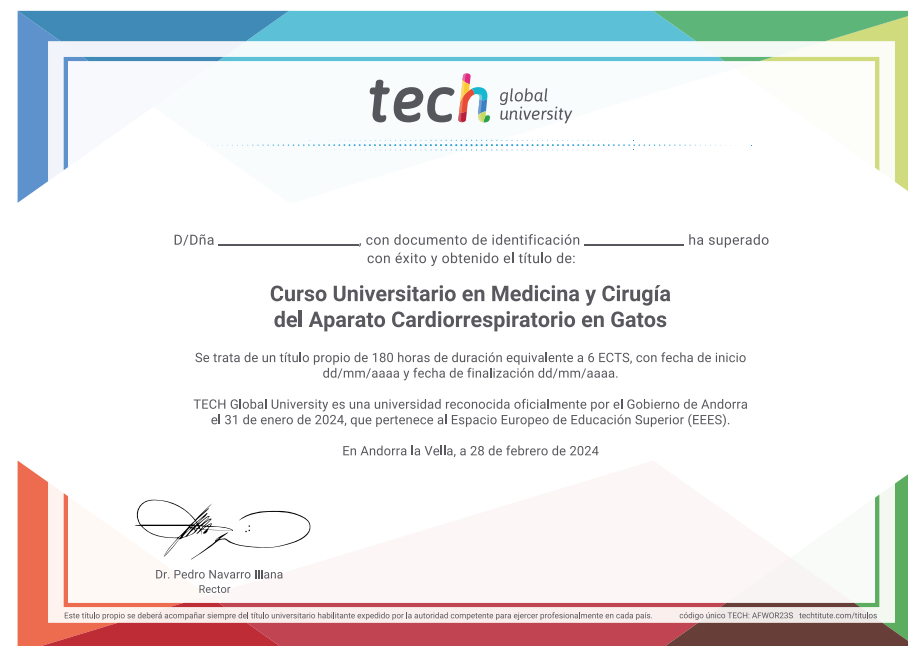 tech global university
D/Dña ____________________, con documento de identificación ______________ ha superado
con éxito y obtenido el título de:
Curso Universitario en Medicina y Cirugía
del Aparato Cardiorrespiratorio en Gatos
Se trata de un título propio de 180 horas de duración equivalente a 6 ECTS, con fecha de inicio
dd/mm/aaaa y fecha de finalización dd/mm/aaaa.
TECH Global University es una universidad reconocida oficialmente por el Gobierno de Andorra
el 31 de enero de 2024, que pertenece al Espacio Europeo de Educación Superior (EEES).
En Andorra la Vella, a 28 de febrero de 2024
Dr. Pedro Navarro Illana
Rector
Este título propio se deberá acompañar siempre del título universitario habilitante expedido por la autoridad competente para ejercer profesionalmente en cada país. código único TECH: AFWOR23S techtitute.com/titulos